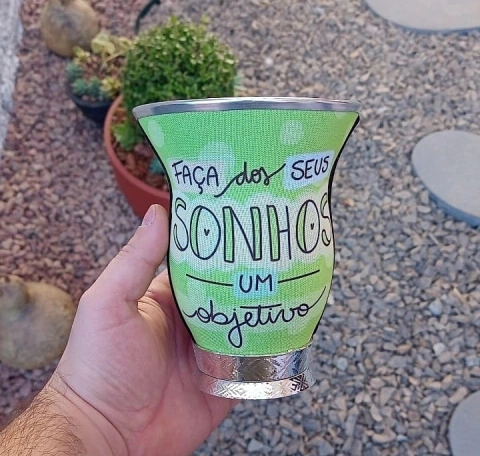 FAÇA dos SEUS
SONHOS
UM
objetivo